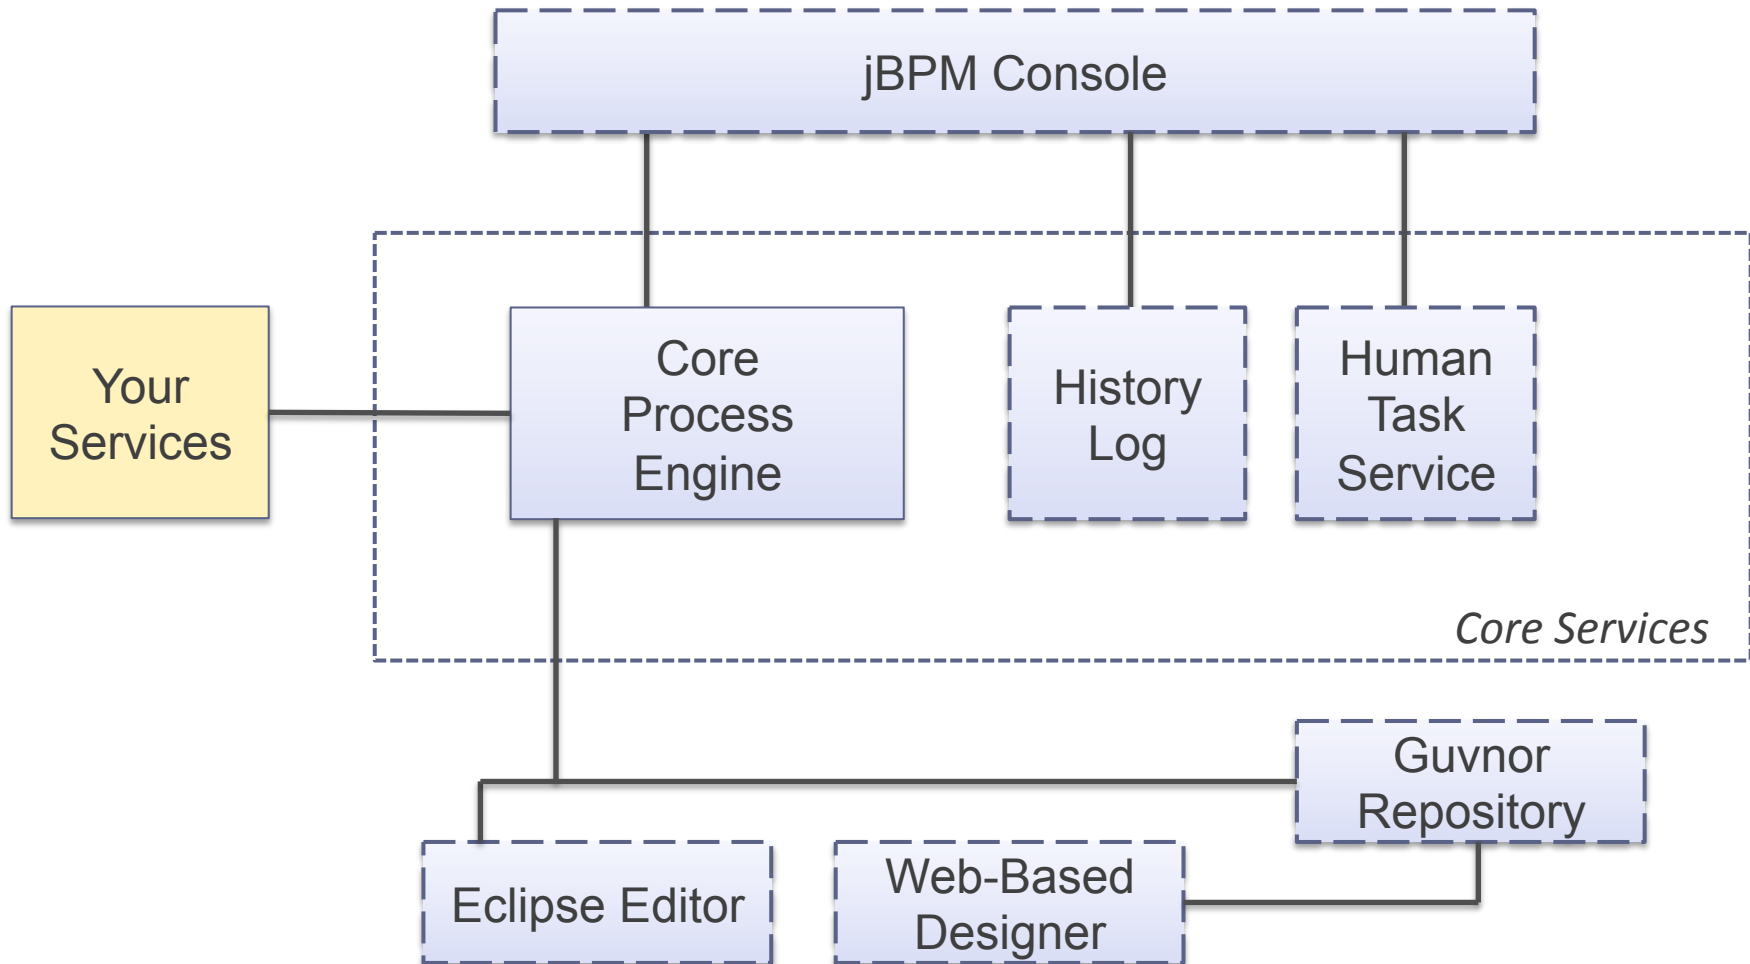 jBPM Console
Your
Services
Core
Process
Engine
History
Log
Human
Task
Service
Core Services
Guvnor
Repository
Eclipse Editor
Web-Based
Designer